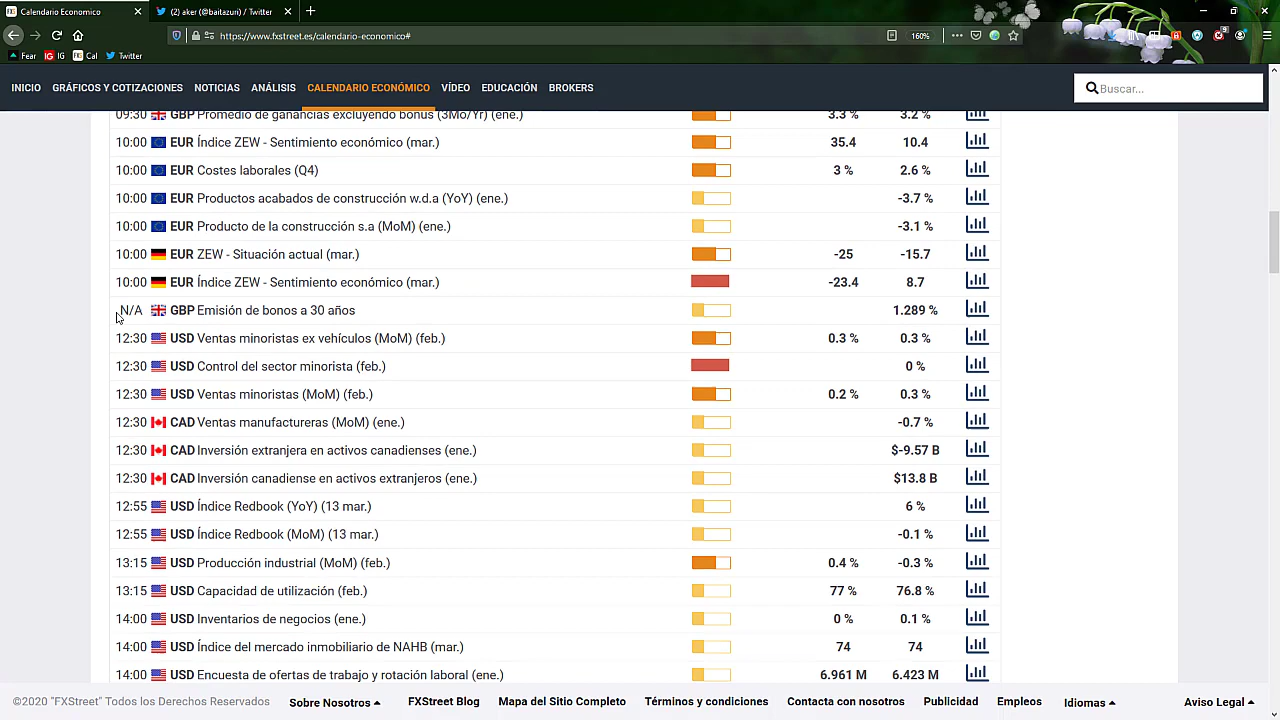 Calendario Economico
(2) aker (@baitazuri) / Twitter
https://www.fxstreet.es/calendario-economico
160%
Fear IG IG Cal Twitter
INICIO GRÁFICOS Y COTIZACIONES NOTICIAS ANÁLISIS CALENDARIO ECONÓMICO VÍDEO EDUCACIÓN BROKERS Buscar...
09:30 GBP Promedio de ganancias excluyendo bonus (3Mo/Yr) (ene.) 3.3 % 3.2 %
10:00 EUR Índice ZEW - Sentimiento económico (mar.) 35.4 10.4
10:00 EUR Costes laborales (Q4) 3 % 2.6 %
10:00 EUR Productos acabados de construcción w.d.a (YoY) (ene.) -3.7 %
10:00 EUR Producto de la construcción s.a (MoM) (ene.) -3.1 %
10:00 EUR ZEW - Situación actual (mar.) -25 -15.7
10:00 EUR Índice ZEW - Sentimiento económico (mar.) -23.4 8.7
N/A GBP Emisión de bonos a 30 años 1.289 %
12:30 USD Ventas minoristas ex vehículos (MoM) (feb.) 0.3 % 0.3 %
12:30 USD Control del sector minorista (feb.) 0 %
12:30 USD Ventas minoristas (MoM) (feb.) 0.2 % 0.3 %
12:30 CAD Ventas manufactureras (MoM) (ene.) -0.7 %
12:30 CAD Inversión extranjera en activos canadienses (ene.) $-9.57 B
12:30 CAD Inversión canadiense en activos extranjeros (ene.) $13.8 B
12:55 USD Índice Redbook (YoY) (13 mar.) 6 %
12:55 USD Índice Redbook (MoM) (13 mar.) -0.1 %
13:15 USD Producción industrial (MoM) (feb.) 0.4 % -0.3 %
13:15 USD Capacidad de utilización (feb.) 77 % 76.8 %
14:00 USD Inventarios de negocios (ene.) 0 % 0.1 %
14:00 USD Índice del mercado inmobiliario de NAHB (mar.) 74 74
14:00 USD Encuesta de ofertas de trabajo y rotación laboral (ene.) 6.961 M 6.423 M
©2020 "FXStreet" Todos los Derechos Reservados Sobre Nosotros FXStreet Blog Mapa del Sitio Completo Términos y condiciones Contacta con nosotros Publicidad Empleos Idiomas Aviso Legal